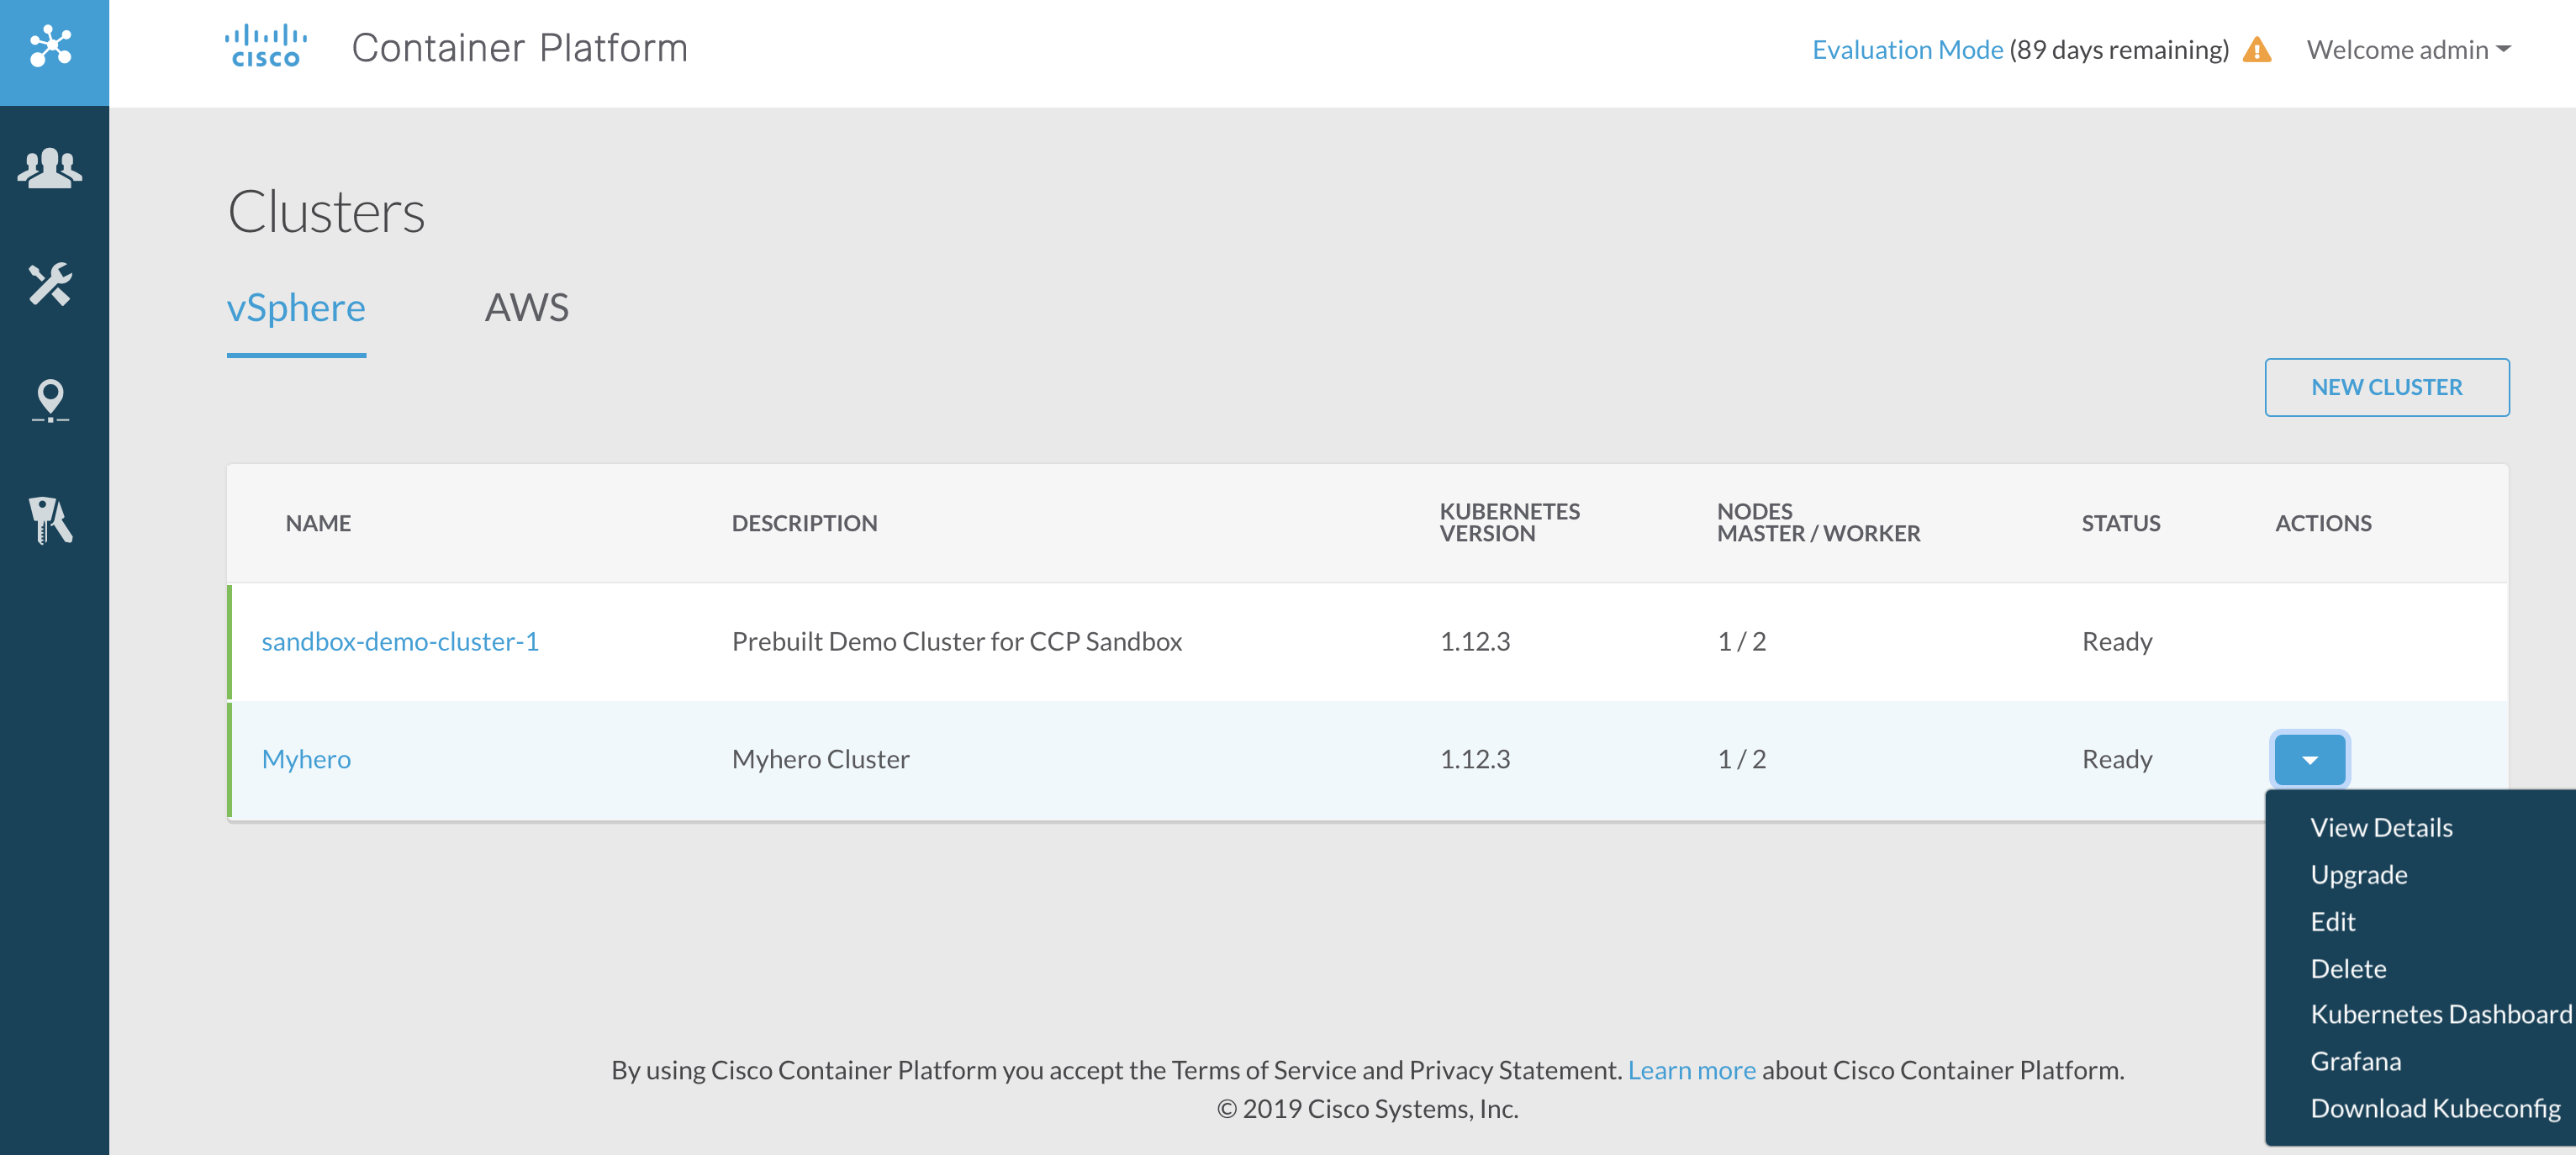 CISCO Container Platform
Evaluation Mode (89 days remaining) Welcome admin
Clusters
vSphere AWS
NEW CLUSTER
NAME DESCRIPTION KUBERNETES VERSION NODES MASTER / WORKER STATUS ACTIONS
sandbox-demo-cluster-1 Prebuilt Demo Cluster for CCP Sandbox 1.12.3 1 / 2 Ready
Myhero Myhero Cluster 1.12.3 1 / 2 Ready
View Details
Upgrade
Edit
Delete
Kubernetes Dashboard
Grafana
Download Kubeconfig
By using Cisco Container Platform you accept the Terms of Service and Privacy Statement. Learn more about Cisco Container Platform.
© 2019 Cisco Systems, Inc.